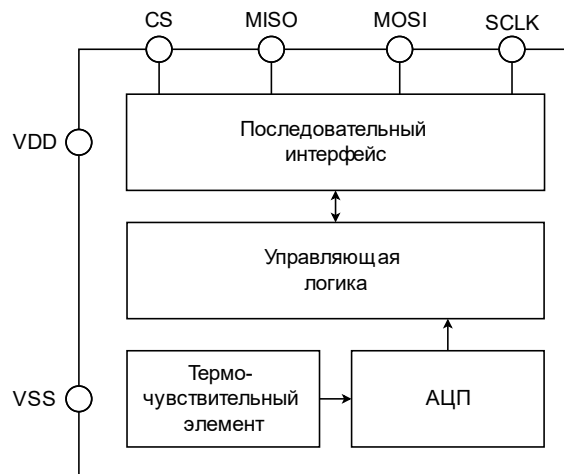 CS MISO MOSI SCLK
VDD
Последовательный
интерфейс
Управляющая
логика
VSS
Термо-
чувствительный
элемент
АЦП